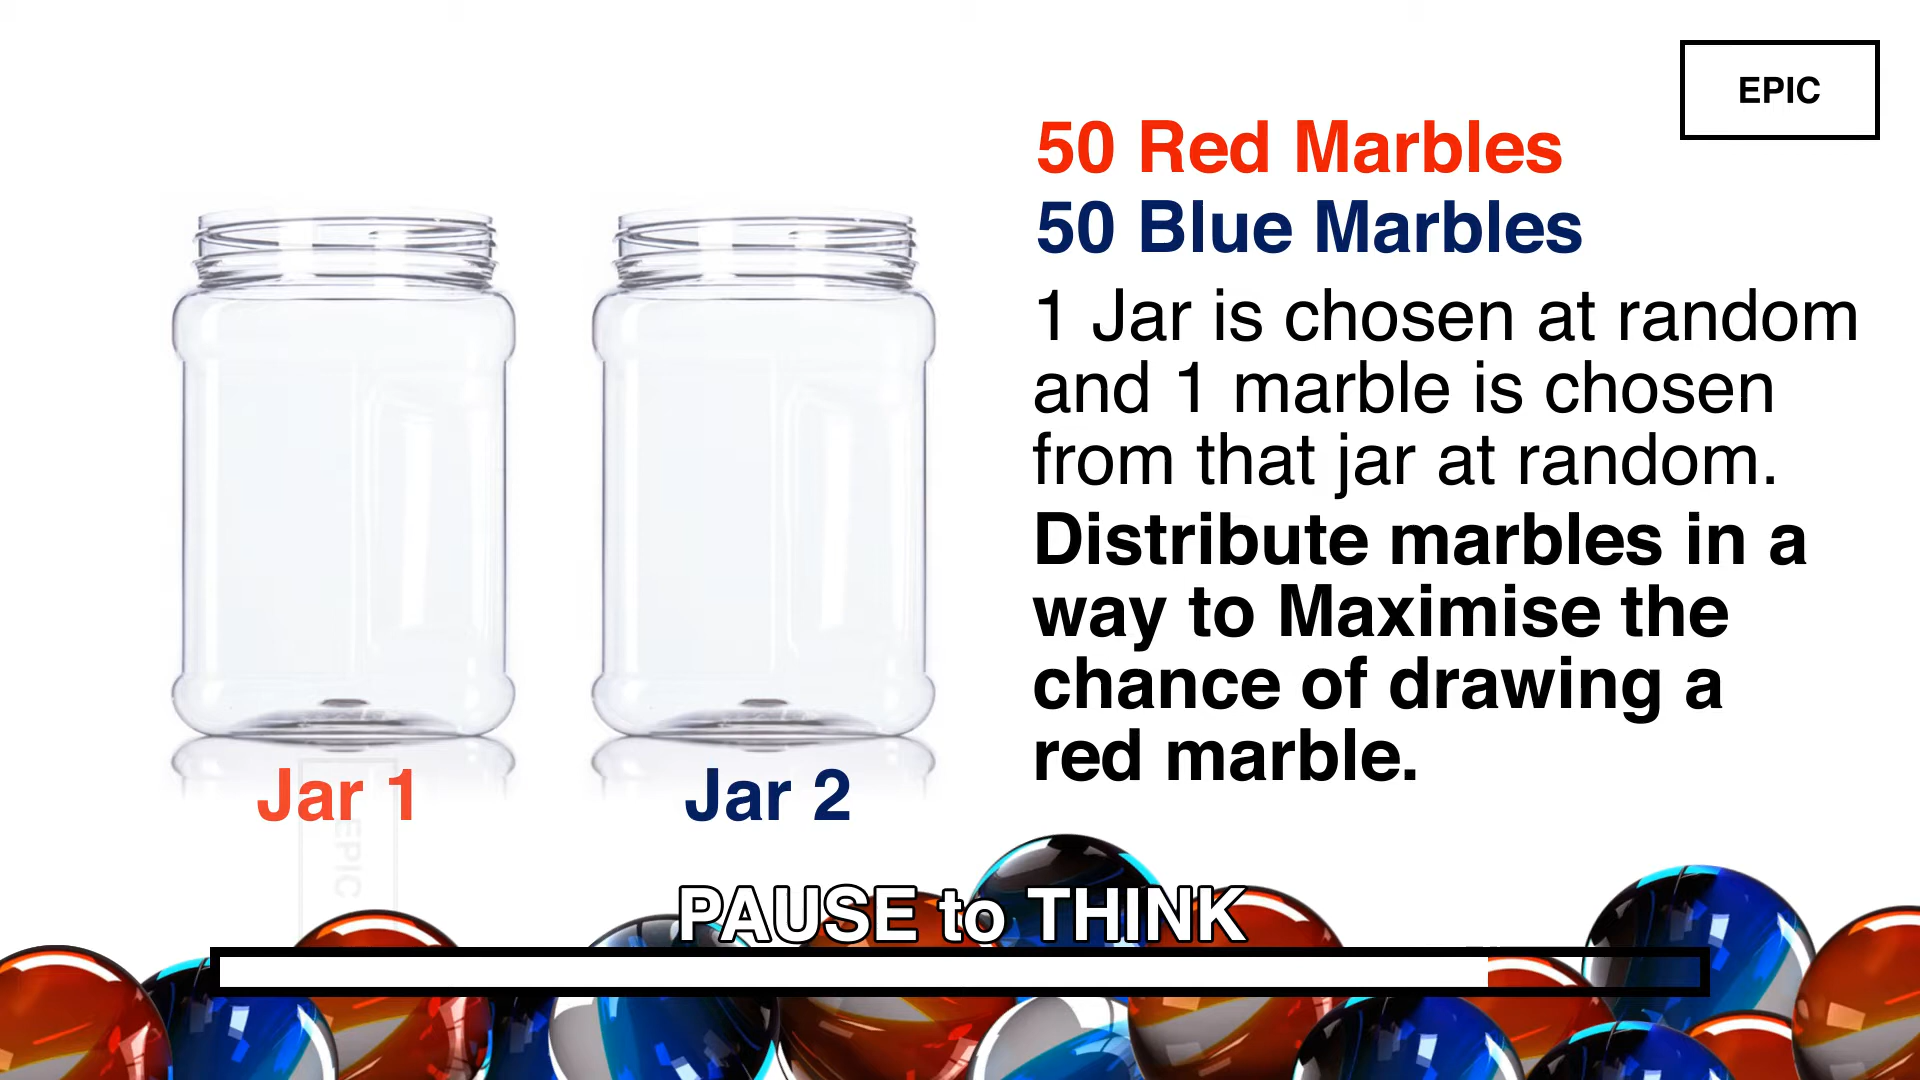 EPIC
50 Red Marbles
50 Blue Marbles
1 Jar is chosen at random
and 1 marble is chosen
from that jar at random.
Distribute marbles in a
way to Maximise the
chance of drawing a
red marble.
Jar 1
Jar 2
EPIC
PAUSE to THINK